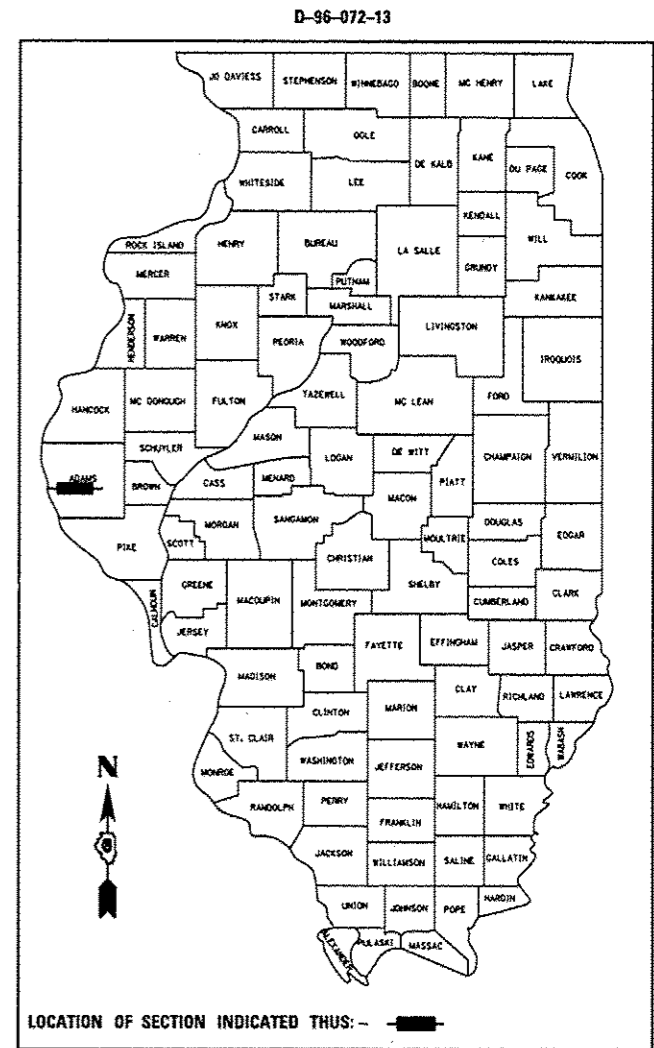 D-96-072-13
JO DAVIESS
STEPHENSON
WINNEBAGO
BOONE
MC HENRY
LAKE
CARROLL
OGLE
DE KALB
KANE
DU PAGE
COOK
WHITESIDE
LEE
KENDALL
WILL
ROCK ISLAND
HENRY
BUREAU
LA SALLE
GRUNDY
MERCER
PUTNAM
KANKAKEE
STARK
MARSHALL
HENDERSON
WARREN
KNOX
PEORIA
WOODFORD
LIVINGSTON
IROQUOIS
HANCOCK
MC DONOUGH
FULTON
TAZEWELL
MC LEAN
FORD
MASON
SCHUYLER
LOGAN
DE WITT
CHAMPAIGN
VERMILION
ADAMS
BROWN
CASS
MENARD
PIATT
MACON
MORGAN
SANGAMON
DOUGLAS
EDGAR
PIKE
SCOTT
MOULTRIE
CHRISTIAN
COLES
SHELBY
CALHOUN
GREENE
MACOUPIN
MONTGOMERY
CUMBERLAND
CLARK
JERSEY
FAYETTE
EFFINGHAM
JASPER
CRAWFORD
MADISON
BOND
CLAY
RICHLAND
LAWRENCE
CLINTON
MARION
ST. CLAIR
WAYNE
EDWARDS
WABASH
WASHINGTON
JEFFERSON
MONROE
N
RANDOLPH
PERRY
HAMILTON
WHITE
FRANKLIN
JACKSON
WILLIAMSON
SALINE
GALLATIN
UNION
JOHNSON
POPE
HARDIN
ALEXANDER
PULASKI
MASSAC
LOCATION OF SECTION INDICATED THUS: -